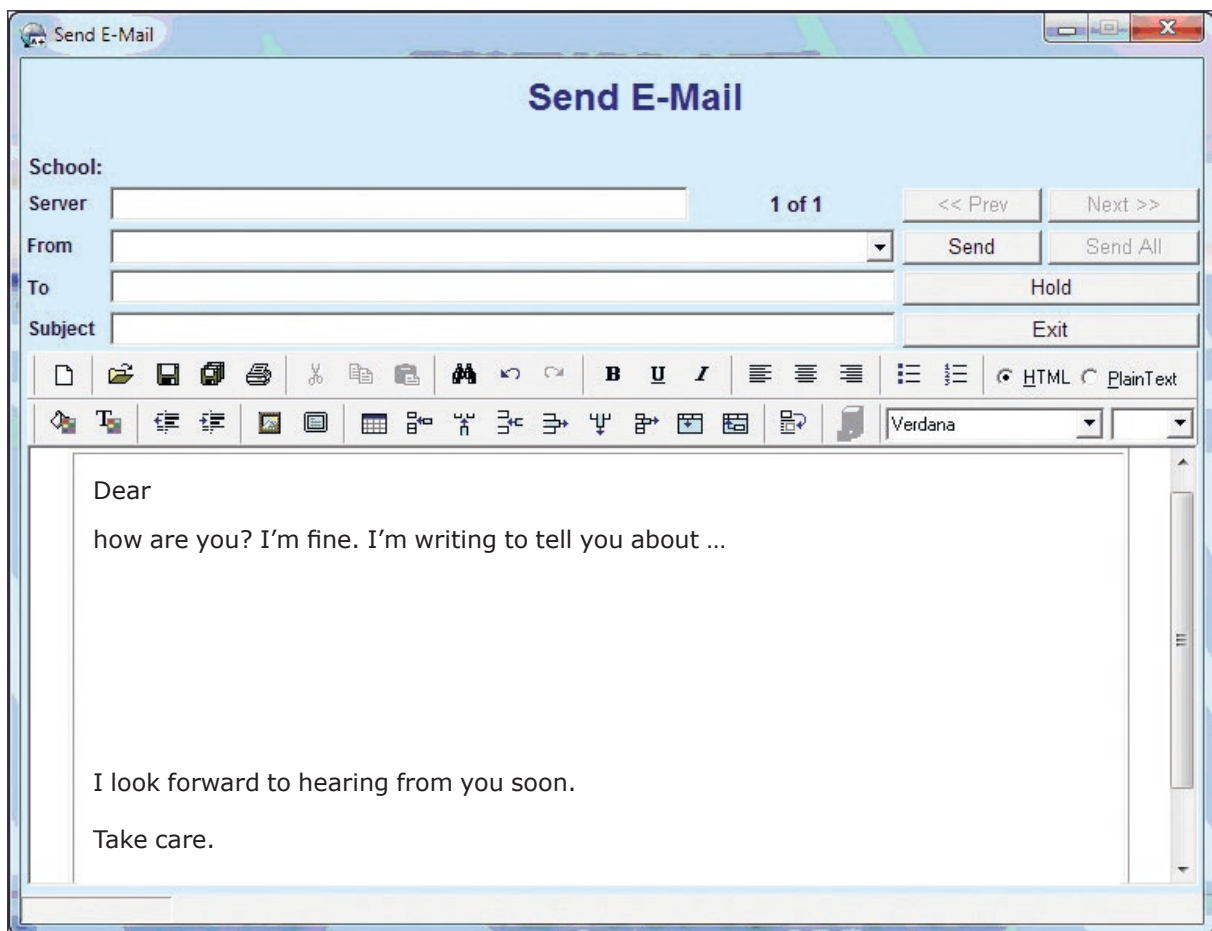 Send E-Mail
Send E-Mail
School:
Server 1 of 1 << Prev Next >>
From Send Send All
To Hold
Subject Exit
B U I HTML PlainText
Verdana
Dear
how are you? I’m fine. I’m writing to tell you about …
I look forward to hearing from you soon.
Take care.